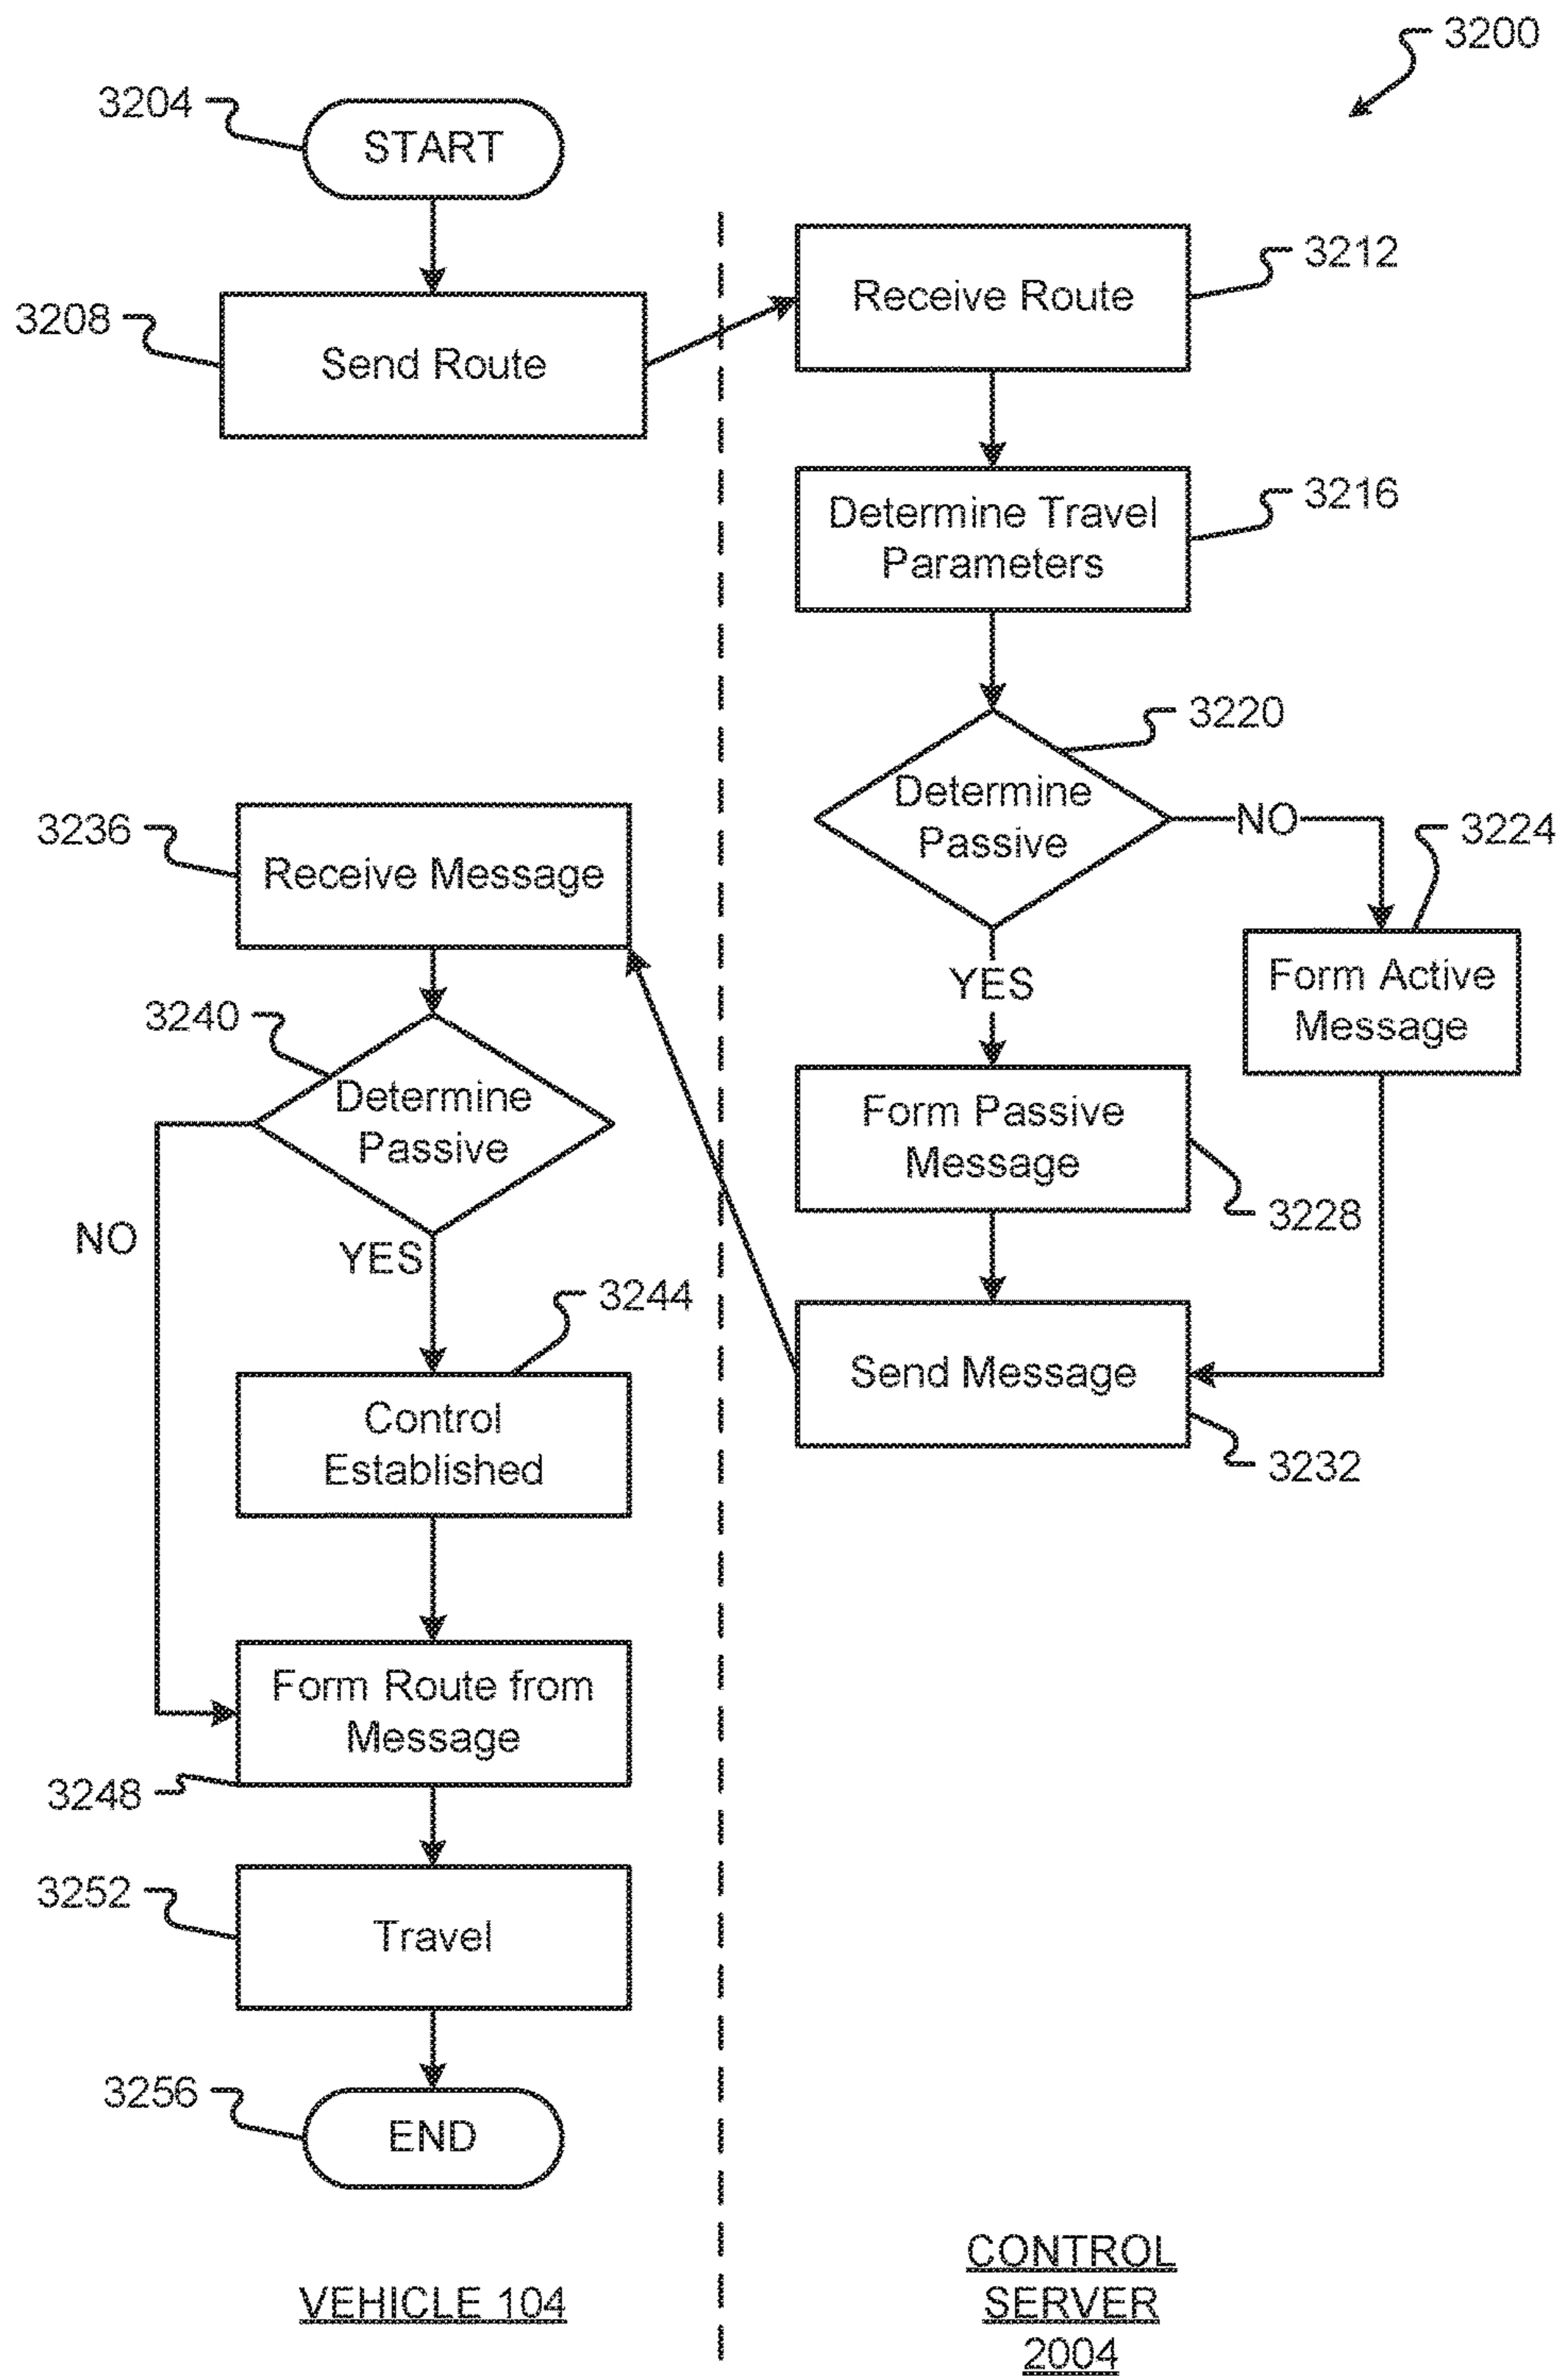 3200
3204
START
3208
Send Route
Receive Route
3212
Determine Travel
Parameters
3216
3220
Determine
Passive
NO
3224
Form Active
Message
YES
Form Passive
Message
3228
Send Message
3232
3236
Receive Message
3240
Determine
Passive
NO
YES
3244
Control
Established
Form Route from
Message
3248
3252
Travel
3256
END
VEHICLE 104
CONTROL
SERVER
2004